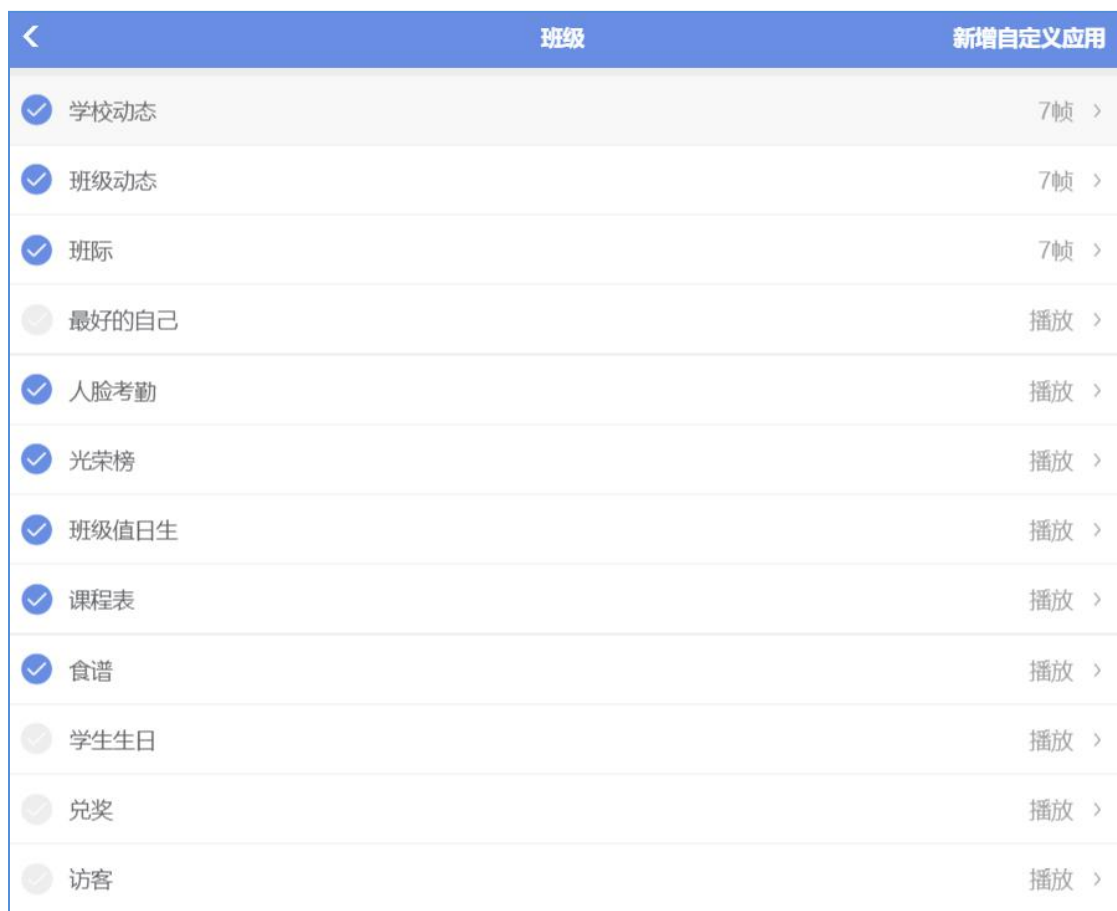 班级 新增自定义应用
学校动态 7帧
班级动态 7帧
班际 7帧
最好的自己 播放
人脸考勤 播放
光荣榜 播放
班级值日生 播放
课程表 播放
食谱 播放
学生生日 播放
兑奖 播放
访客 播放